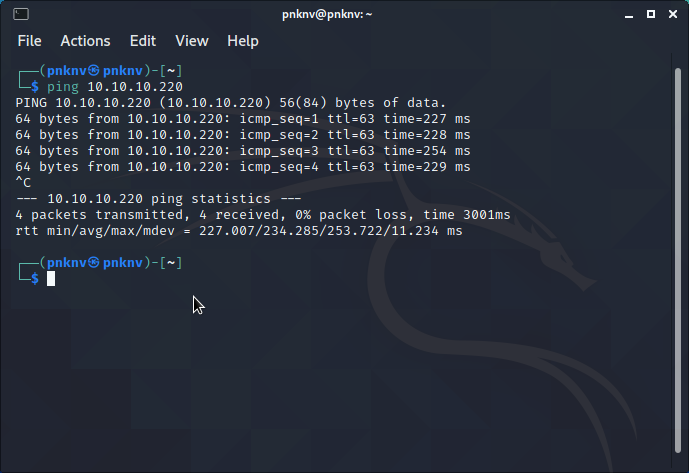 pnknv@pnknv: ~
File Actions Edit View Help
┌──(pnknv㉿pnknv)-[~]
└─$ ping 10.10.10.220
PING 10.10.10.220 (10.10.10.220) 56(84) bytes of data.
64 bytes from 10.10.10.220: icmp_seq=1 ttl=63 time=227 ms
64 bytes from 10.10.10.220: icmp_seq=2 ttl=63 time=228 ms
64 bytes from 10.10.10.220: icmp_seq=3 ttl=63 time=254 ms
64 bytes from 10.10.10.220: icmp_seq=4 ttl=63 time=229 ms
^C
--- 10.10.10.220 ping statistics ---
4 packets transmitted, 4 received, 0% packet loss, time 3001ms
rtt min/avg/max/mdev = 227.007/234.285/253.722/11.234 ms
┌──(pnknv㉿pnknv)-[~]
└─$